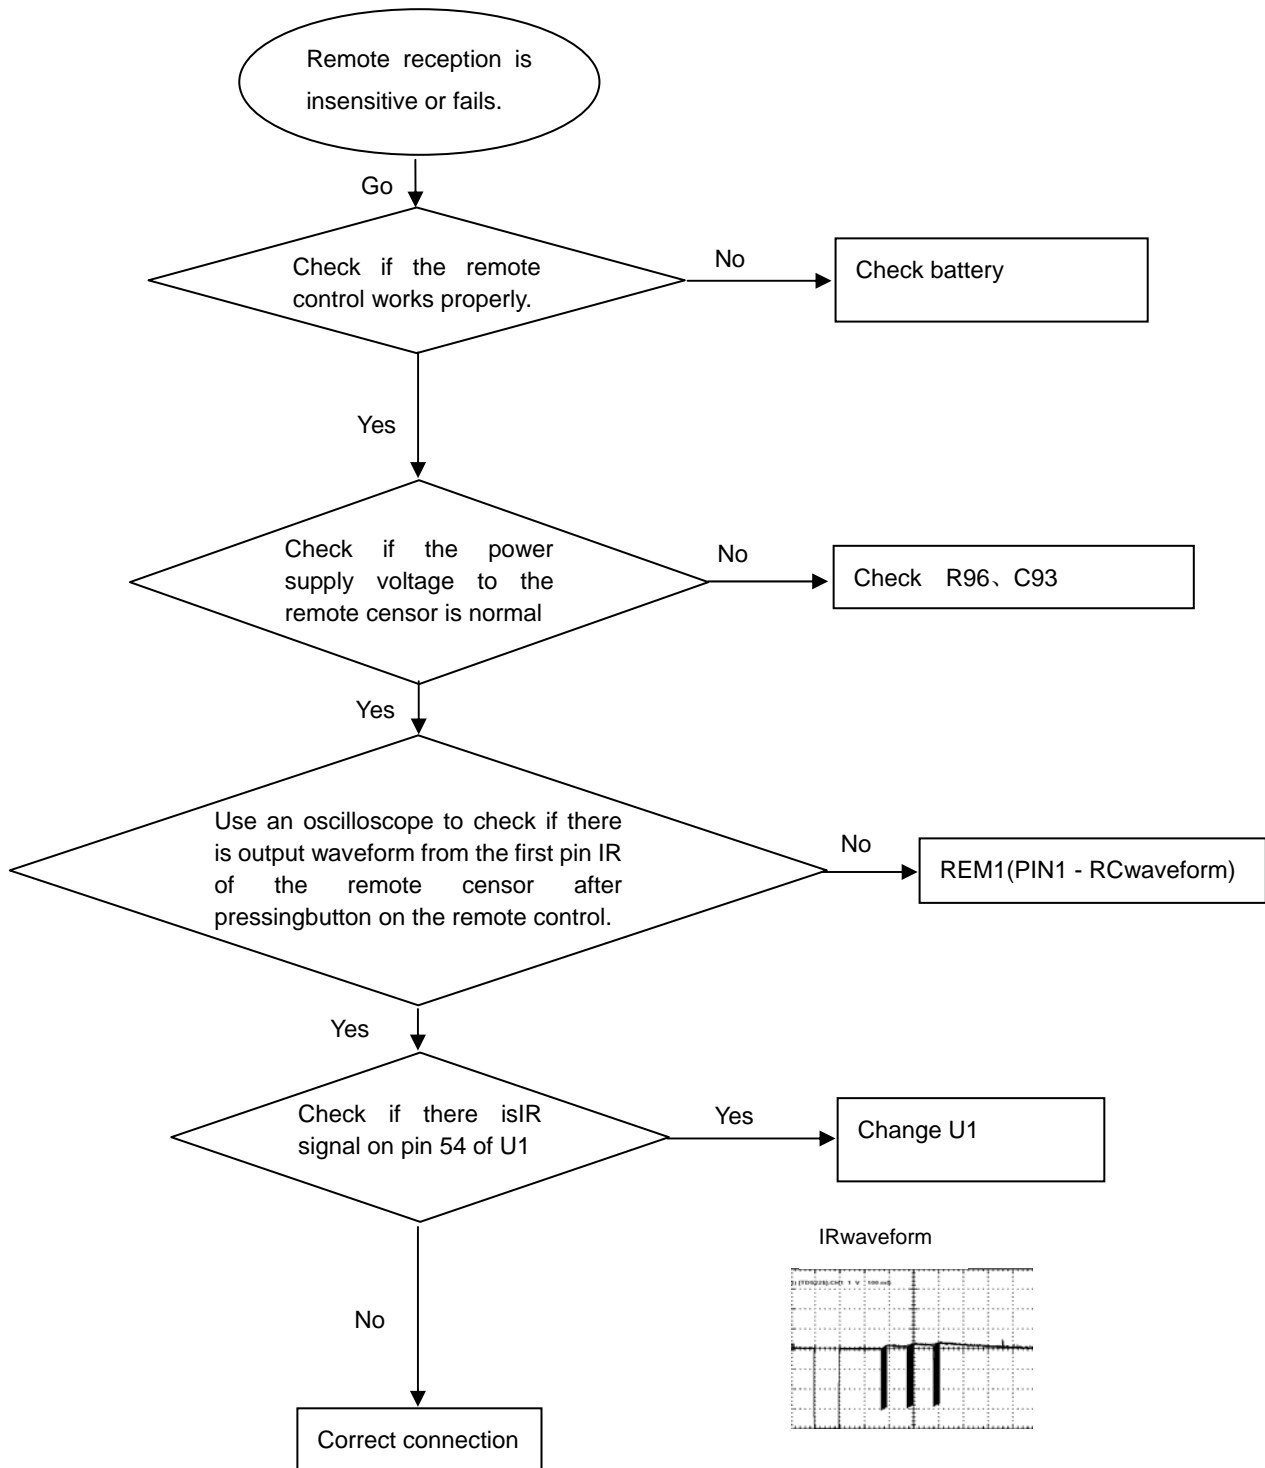 Remote reception is
insensitive or fails.
Go
Check if the remote
control works properly.
No
Check battery
Yes
Check if the power
supply voltage to the
remote censor is normal
No
Check R96、C93
Yes
Use an oscilloscope to check if there
is output waveform from the first pin IR
of the remote censor after
pressingbutton on the remote control.
No
REM1(PIN1 - RCwaveform)
Yes
Check if there isIR
signal on pin 54 of U1
Yes
Change U1
IRwaveform
No
Correct connection